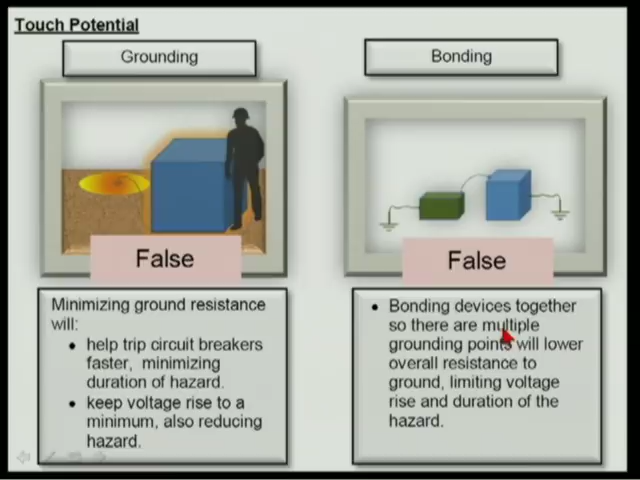 Touch Potential
Grounding
Bonding
False
False
Minimizing ground resistance
will:
• help trip circuit breakers
faster, minimizing
duration of hazard.
• keep voltage rise to a
minimum, also reducing
hazard.
• Bonding devices together
so there are multiple
grounding points will lower
overall resistance to
ground, limiting voltage
rise and duration of the
hazard.